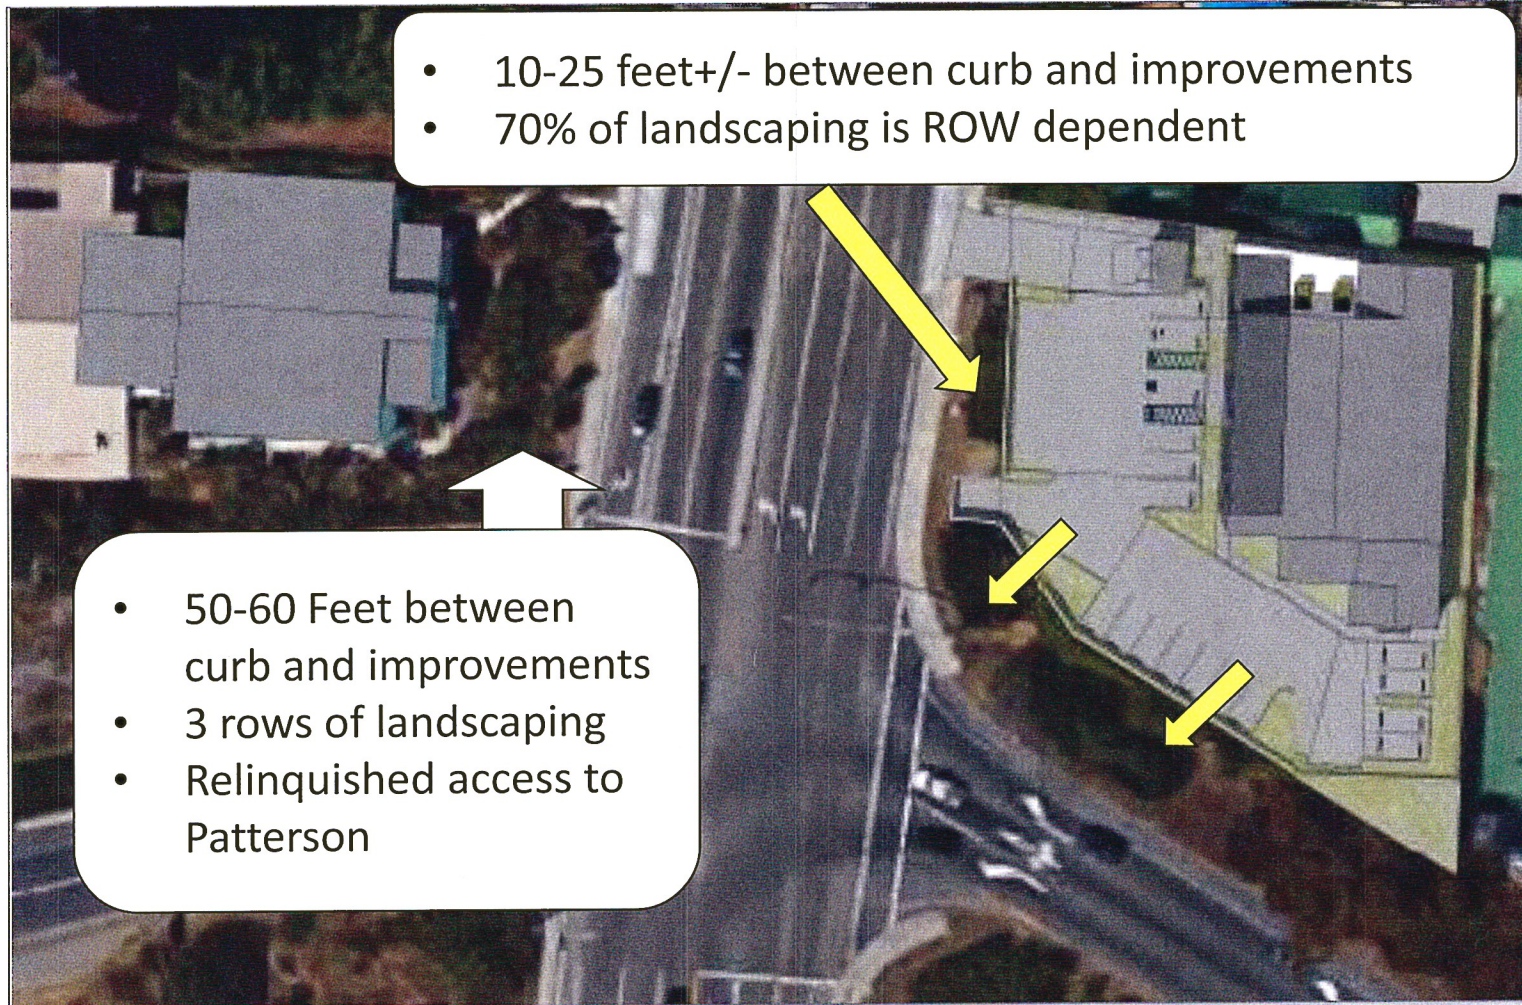 • 10-25 feet+/- between curb and improvements
• 70% of landscaping is ROW dependent
• 50-60 Feet between
curb and improvements
• 3 rows of landscaping
• Relinquished access to
Patterson